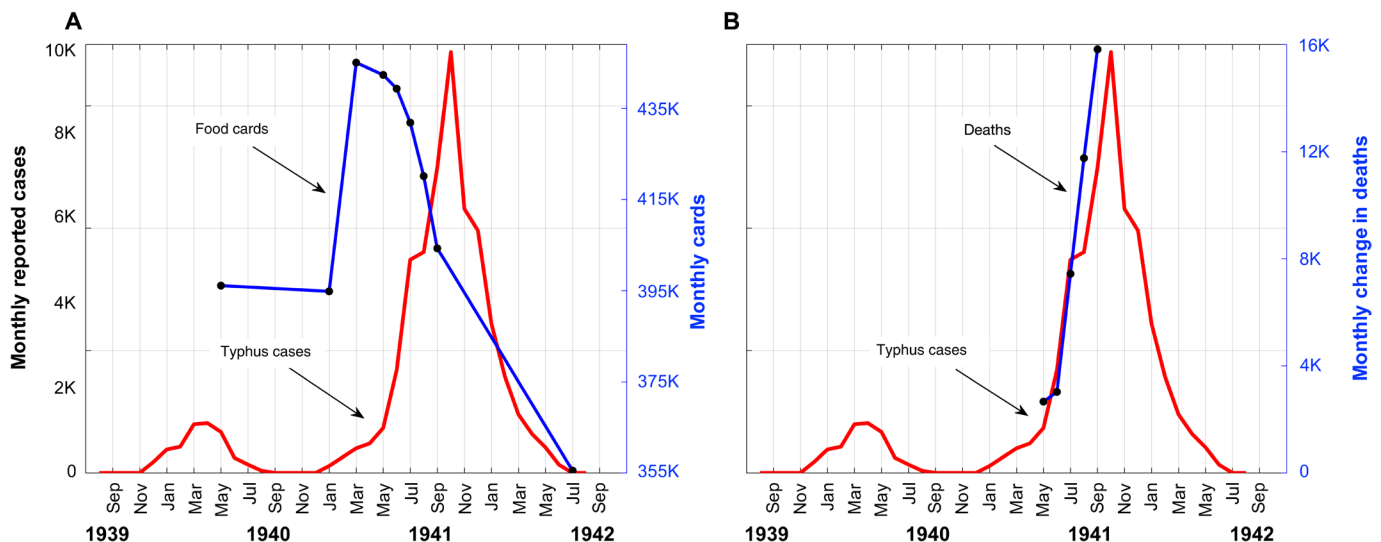 A
Monthly reported cases
10K
8K
6K
4K
2K
0
Food cards
Typhus cases
435K
415K
395K
375K
355K
Monthly cards
Sep Nov Jan Mar May Jul Sep Nov Jan Mar May Jul Sep Nov Jan Mar May Jul Sep
1939 1940 1941 1942
B
Deaths
Typhus cases
16K
12K
8K
4K
0
Monthly change in deaths
Sep Nov Jan Mar May Jul Sep Nov Jan Mar May Jul Sep Nov Jan Mar May Jul Sep
1939 1940 1941 1942